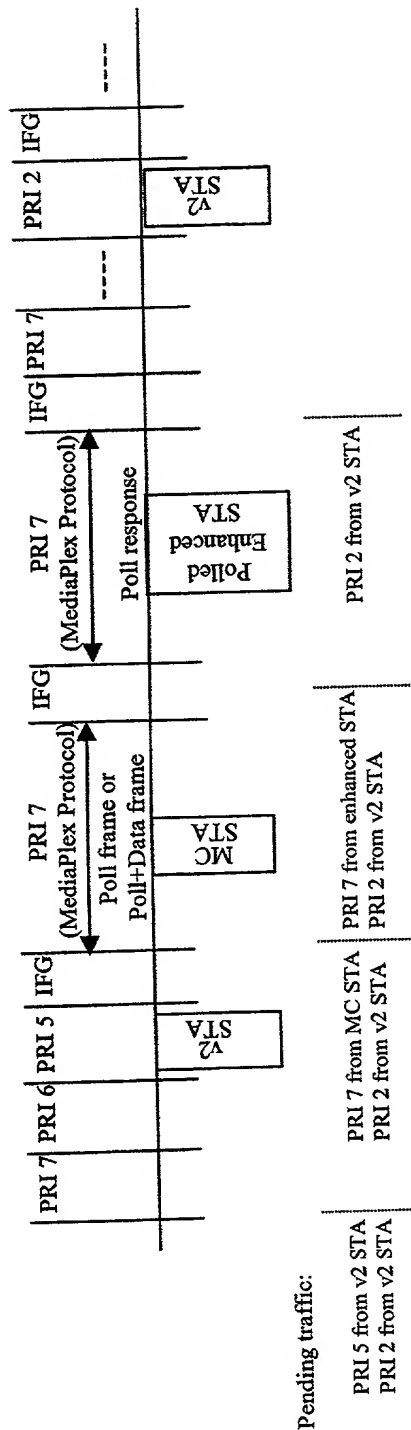 PRI 7 PRI 6 PRI 5 IFG
PRI 7
(MediaPlex Protocol)
IFG
PRI 7
(MediaPlex Protocol)
IFG PRI 7
PRI 2 IFG
Poll frame or
Poll+Data frame
Poll response
v2
STA
MC
STA
Polled
Enhanced
STA
v2
STA
Pending traffic:
PRI 5 from v2 STA
PRI 2 from v2 STA
PRI 7 from MC STA
PRI 2 from v2 STA
PRI 7 from enhanced STA
PRI 2 from v2 STA
PRI 2 from v2 STA